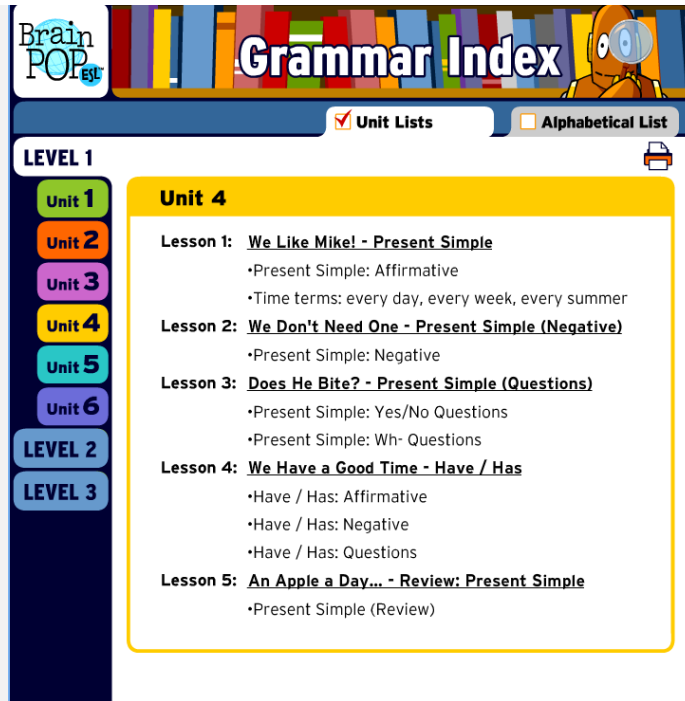 Brain
POP ESL™
Grammar Index
Unit Lists
Alphabetical List
LEVEL 1
Unit 1
Unit 2
Unit 3
Unit 4
Unit 5
Unit 6
LEVEL 2
LEVEL 3
Unit 4
Lesson 1: We Like Mike! - Present Simple
•Present Simple: Affirmative
•Time terms: every day, every week, every summer
Lesson 2: We Don't Need One - Present Simple (Negative)
•Present Simple: Negative
Lesson 3: Does He Bite? - Present Simple (Questions)
•Present Simple: Yes/No Questions
•Present Simple: Wh- Questions
Lesson 4: We Have a Good Time - Have / Has
•Have / Has: Affirmative
•Have / Has: Negative
•Have / Has: Questions
Lesson 5: An Apple a Day... - Review: Present Simple
•Present Simple (Review)